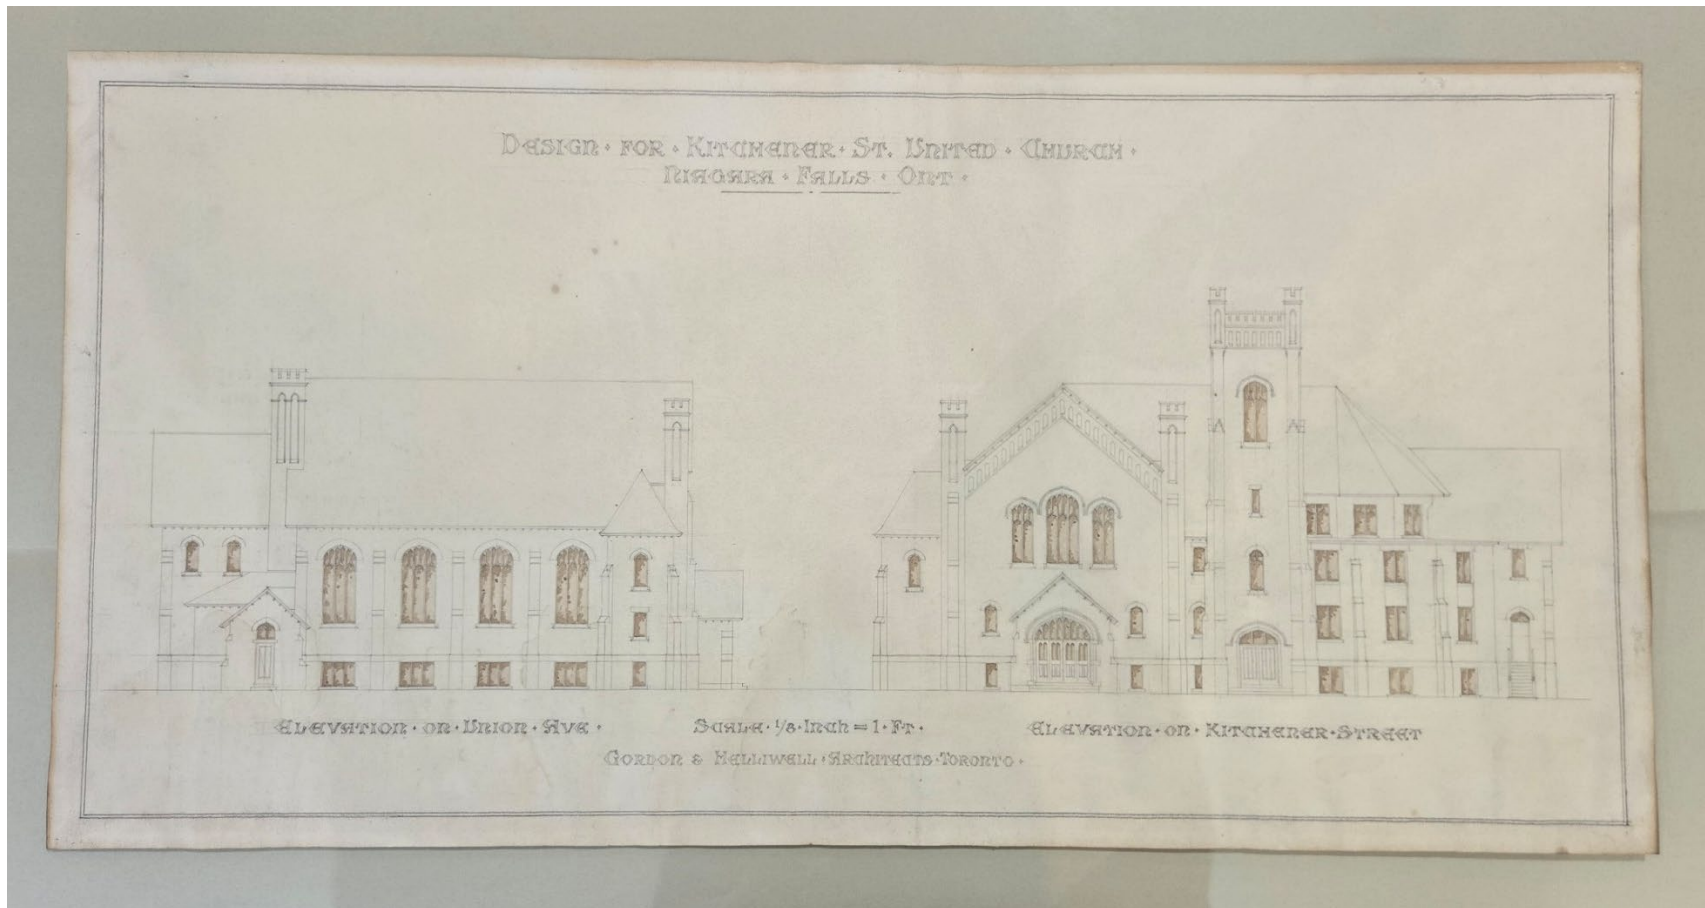 DESIGN · FOR · KITCHENER · ST. UNITED · CHURCH ·
NIAGARA · FALLS · ONT ·
ELEVATION · ON · UNION · AVE ·
SCALE · 1/8 · INCH = 1 · FT ·
ELEVATION · ON · KITCHENER · STREET
GORDON & HELLIWELL · ARCHITECTS · TORONTO ·